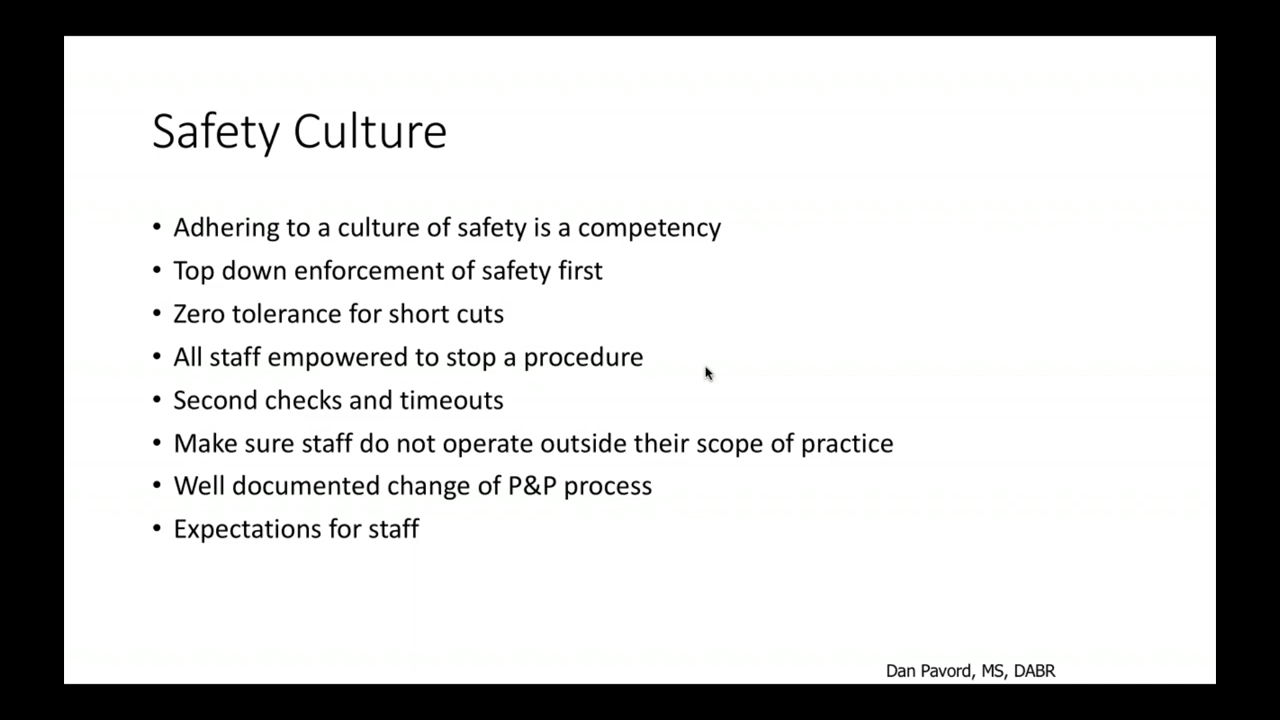 Safety Culture
• Adhering to a culture of safety is a competency
• Top down enforcement of safety first
• Zero tolerance for short cuts
• All staff empowered to stop a procedure
• Second checks and timeouts
• Make sure staff do not operate outside their scope of practice
• Well documented change of P&P process
• Expectations for staff
Dan Pavord, MS, DABR